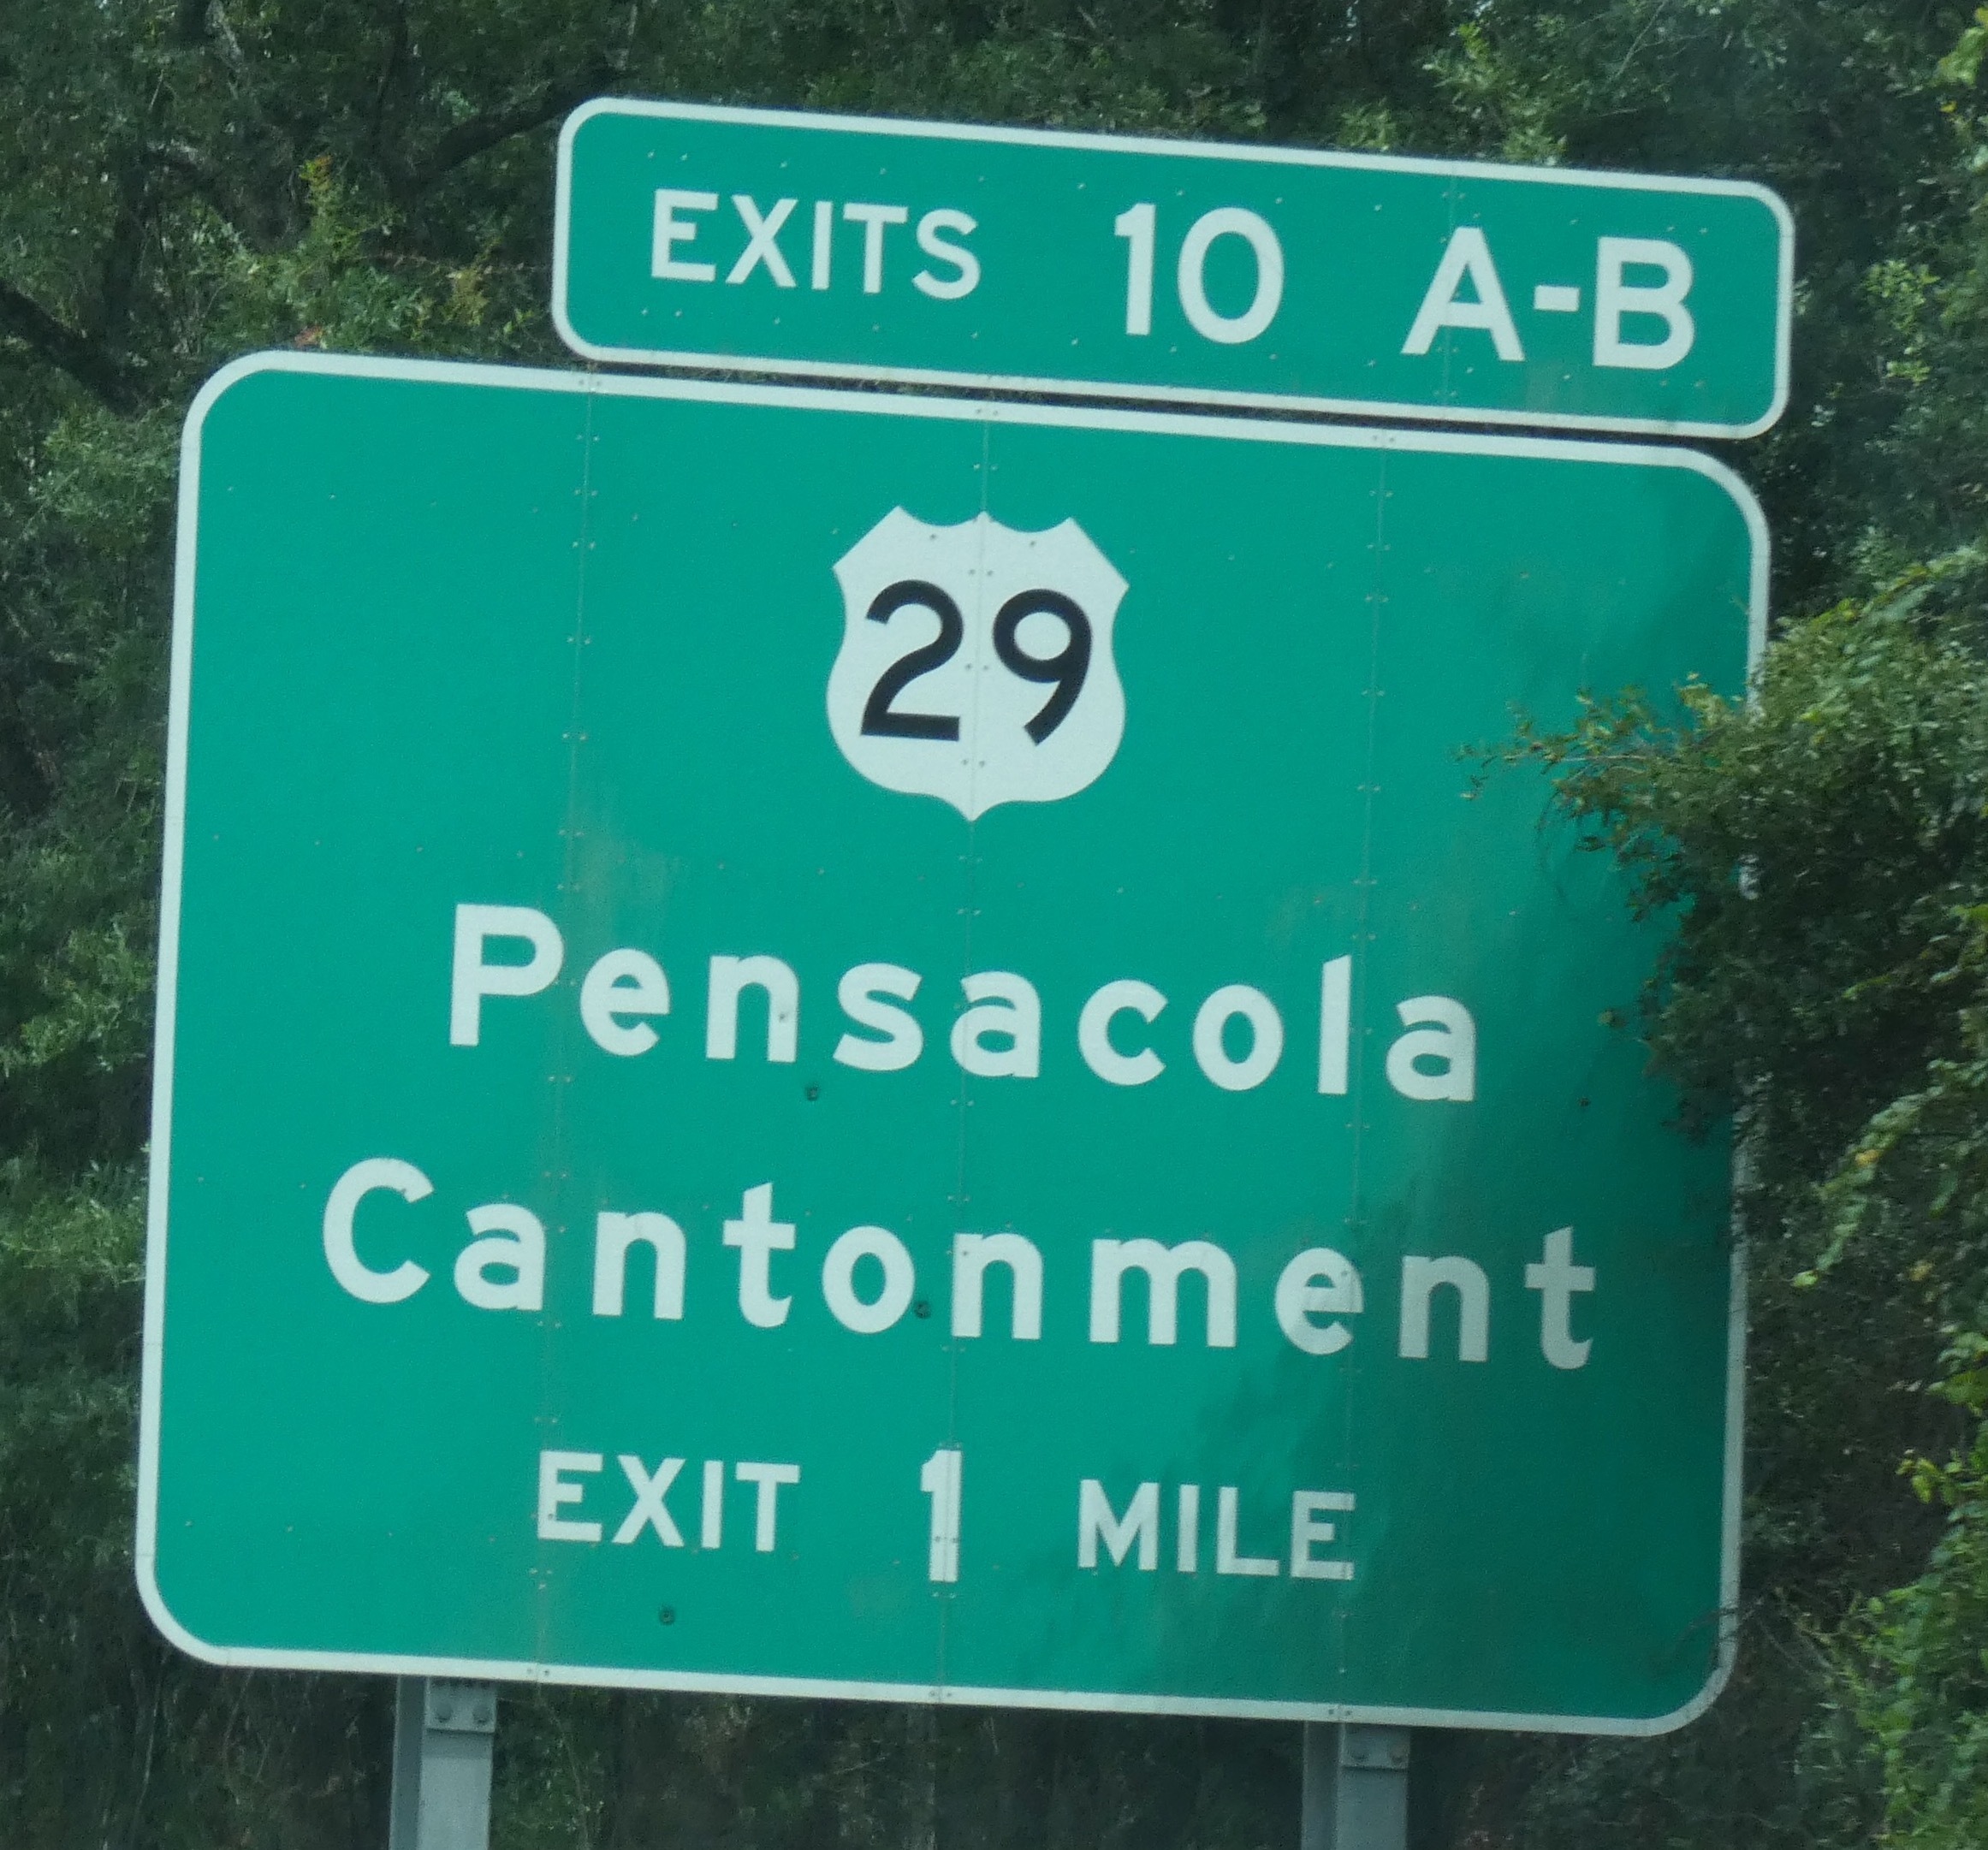 EXITS 10 A-B
29
Pensacola
Cantonment
EXIT 1 MILE